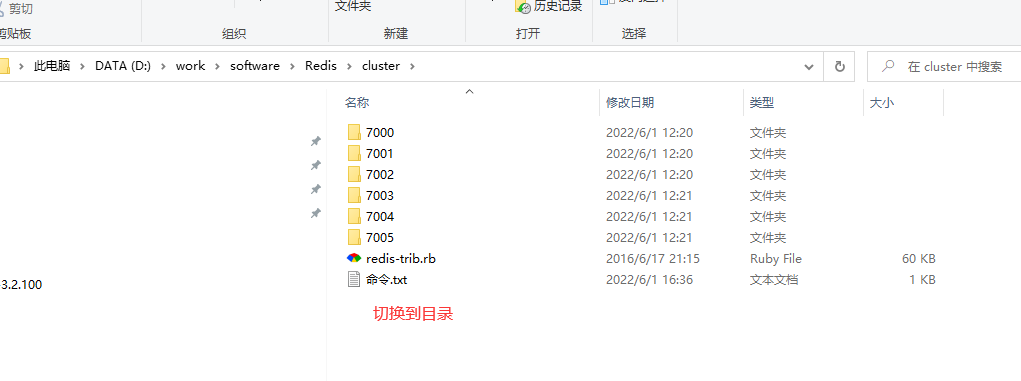 剪切
剪贴板
组织
文件夹
新建
历史记录
打开
选择
此电脑 > DATA (D:) > work > software > Redis > cluster >
在 cluster 中搜索
名称 修改日期 类型 大小
7000 2022/6/1 12:20 文件夹
7001 2022/6/1 12:20 文件夹
7002 2022/6/1 12:20 文件夹
7003 2022/6/1 12:21 文件夹
7004 2022/6/1 12:21 文件夹
7005 2022/6/1 12:21 文件夹
redis-trib.rb 2016/6/17 21:15 Ruby File 60 KB
命令.txt 2022/6/1 16:36 文本文档 1 KB
3.2.100
切换到目录